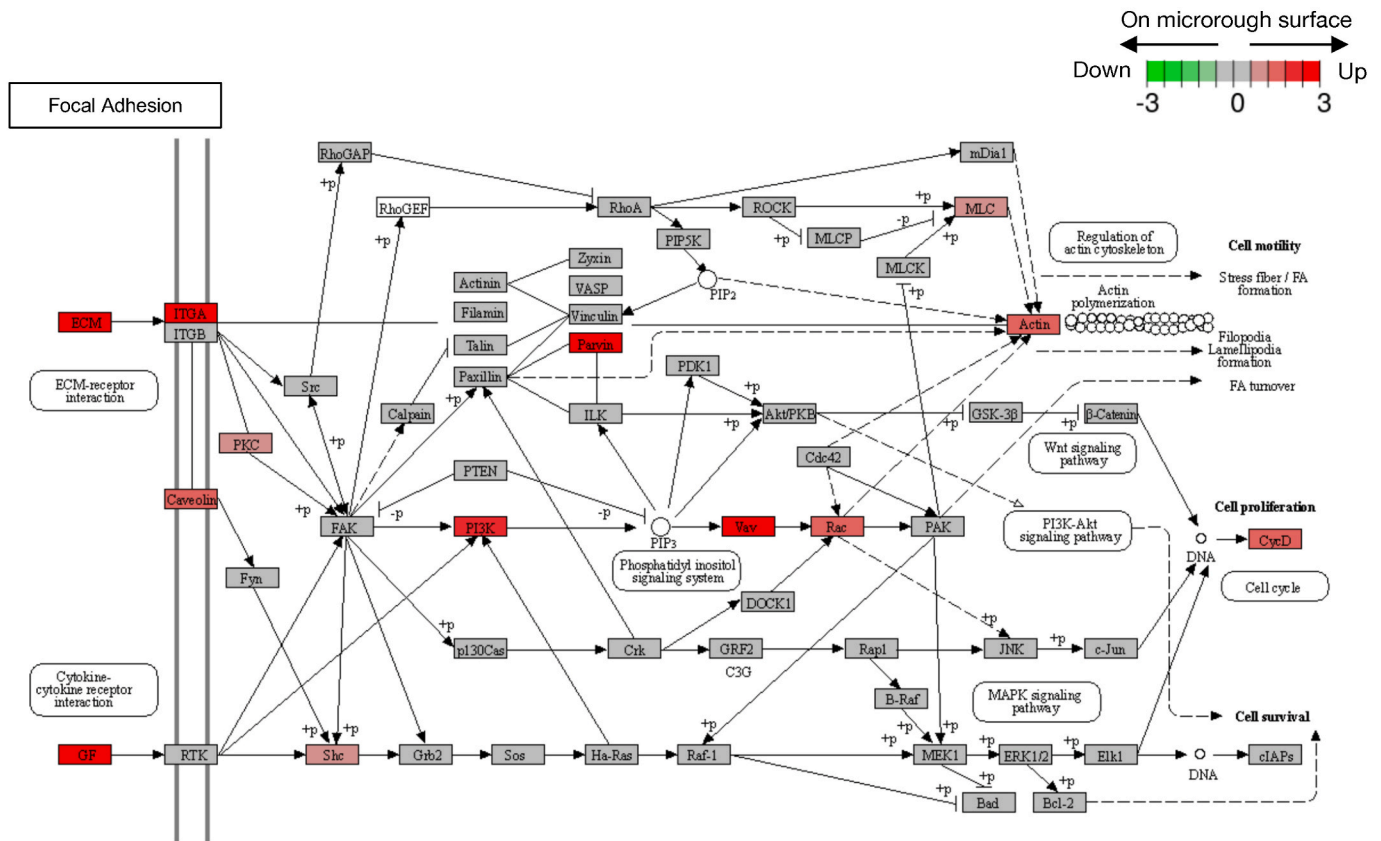 On microrough surface
Down
Up
-3
0
3
Focal Adhesion
RhoGAP
mDia1
+p
RhoGEF
RhoA
ROCK
+p
MLC
-p
+p
MLCP
+p
+p
PIP5K
MLCK
+p
Regulation of
actin cytoskeleton
Cell motility
Stress fiber / FA
formation
Zyxin
Actinin
VASP
PIP2
Filamin
Vinculin
Actin
polymerization
ECM
ITGA
ITGB
Actin
Talin
Parvin
Filopodia
Lamellipodia
formation
Paxillin
PDK1
FA turnover
ECM-receptor
interaction
Src
+p
+p
Calpain
ILK
Akt/PKB
GSK-3β
β-Catenin
+p
+p
+p
+p
PKC
Wnt signaling
pathway
Cdc42
PTEN
Caveolin
+p
-p
-p
FAK
PI3K
PIP3
Vav
Rac
PAK
PI3K-Akt
signaling pathway
Cell proliferation
CycD
DNA
Phosphatidyl inositol
signaling system
Fyn
Cell cycle
DOCK1
+p
+p
+p
p130Cas
Crk
GRF2
C3G
Rap1
JNK
c-Jun
Cytokine-
cytokine receptor
interaction
B-Raf
MAPK signaling
pathway
Cell survival
+p
+p
+p
+p
+p
+p
+p
GF
RTK
Shc
Grb2
Sos
Ha-Ras
Raf-1
MEK1
ERK1/2
Elk1
DNA
cIAPs
+p
+p
+p
Bad
Bcl-2